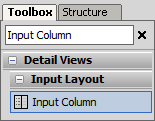 Toolbox Structure
Input Column
Detail Views
Input Layout
Input Column